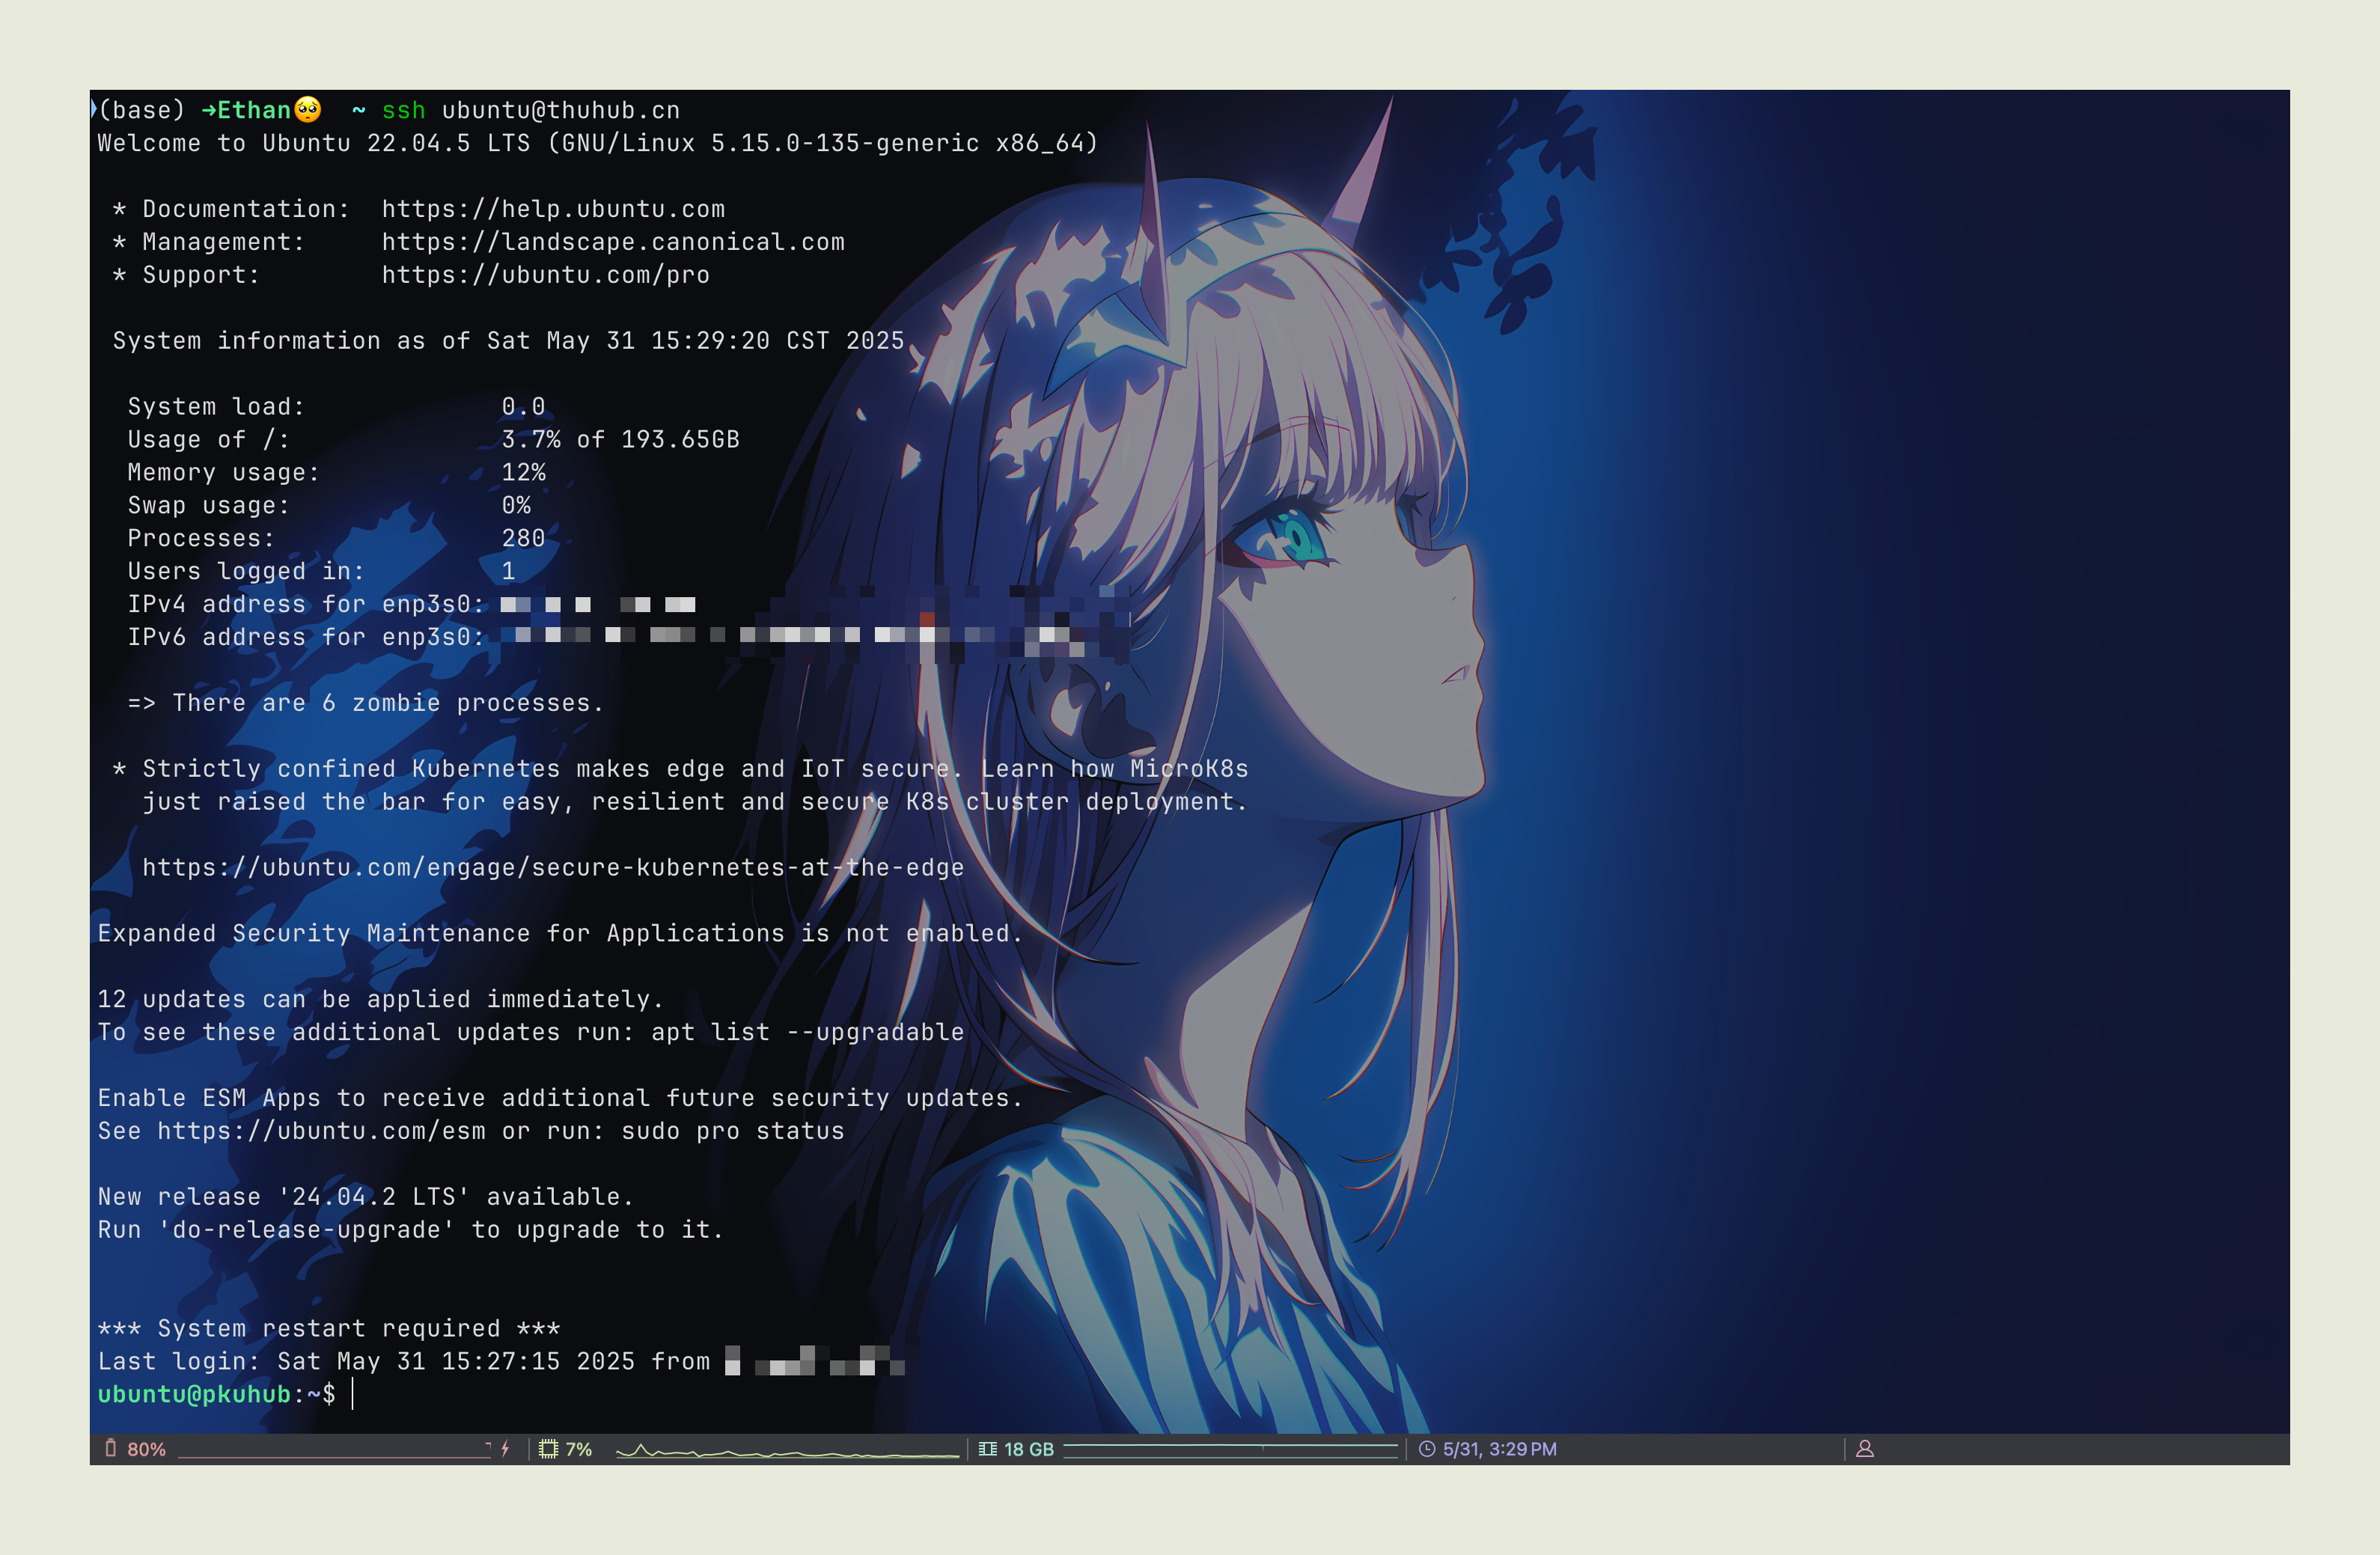 (base) ➜Ethan🥺  ~ ssh ubuntu@thuhub.cn
Welcome to Ubuntu 22.04.5 LTS (GNU/Linux 5.15.0-135-generic x86_64)
* Documentation:  https://help.ubuntu.com
* Management:     https://landscape.canonical.com
* Support:        https://ubuntu.com/pro
System information as of Sat May 31 15:29:20 CST 2025
System load:             0.0
Usage of /:              3.7% of 193.65GB
Memory usage:            12%
Swap usage:              0%
Processes:               280
Users logged in:         1
IPv4 address for enp3s0:
IPv6 address for enp3s0:
=> There are 6 zombie processes.
* Strictly confined Kubernetes makes edge and IoT secure. Learn how MicroK8s
just raised the bar for easy, resilient and secure K8s cluster deployment.
https://ubuntu.com/engage/secure-kubernetes-at-the-edge
Expanded Security Maintenance for Applications is not enabled.
12 updates can be applied immediately.
To see these additional updates run: apt list --upgradable
Enable ESM Apps to receive additional future security updates.
See https://ubuntu.com/esm or run: sudo pro status
New release '24.04.2 LTS' available.
Run 'do-release-upgrade' to upgrade to it.
*** System restart required ***
Last login: Sat May 31 15:27:15 2025 from
ubuntu@pkuhub:~$
80% 7% 18 GB 5/31, 3:29 PM